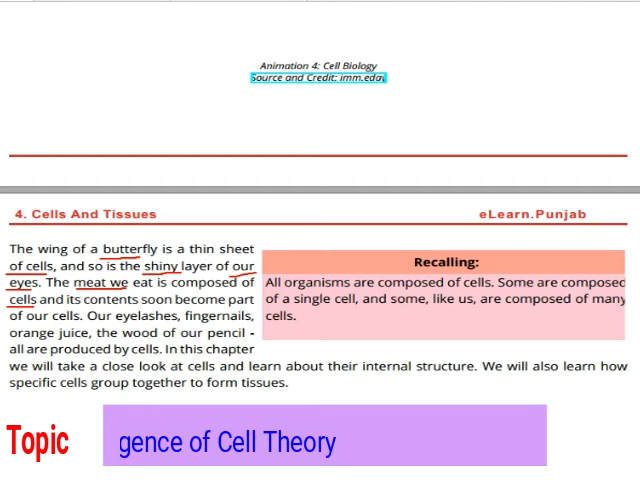 Animation 4: Cell Biology
Source and Credit: imm.eday
4. Cells And Tissues
eLearn.Punjab
The wing of a butterfly is a thin sheet
of cells, and so is the shiny layer of our
eyes. The meat we eat is composed of
cells and its contents soon become part
of our cells. Our eyelashes, fingernails,
orange juice, the wood of our pencil -
all are produced by cells. In this chapter
we will take a close look at cells and learn about their internal structure. We will also learn how
specific cells group together to form tissues.
Recalling:
All organisms are composed of cells. Some are composed
of a single cell, and some, like us, are composed of many
cells.
Topic
gence of Cell Theory